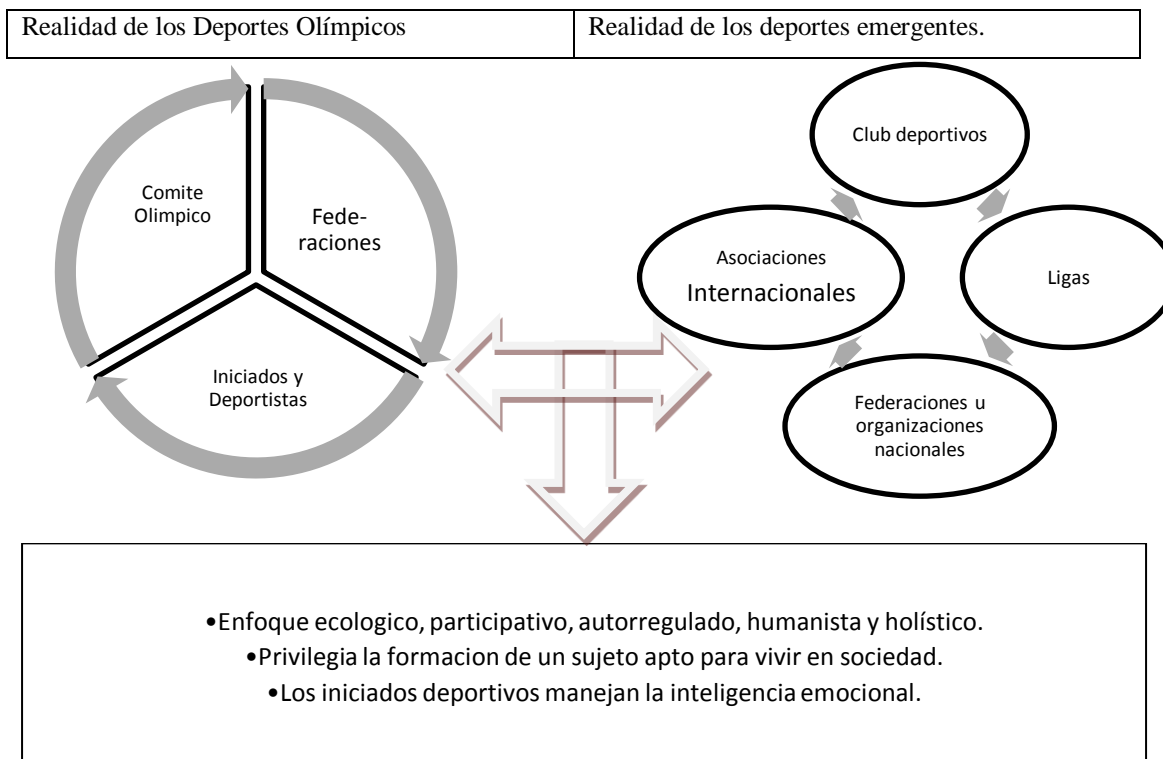 Realidad de los Deportes Olímpicos
Realidad de los deportes emergentes.
Comite
Olimpico
Fede-
raciones
Iniciados y
Deportistas
Club deportivos
Asociaciones
Internacionales
Ligas
Federaciones u
organizaciones
nacionales
•Enfoque ecologico, participativo, autorregulado, humanista y holístico.
•Privilegia la formacion de un sujeto apto para vivir en sociedad.
•Los iniciados deportivos manejan la inteligencia emocional.